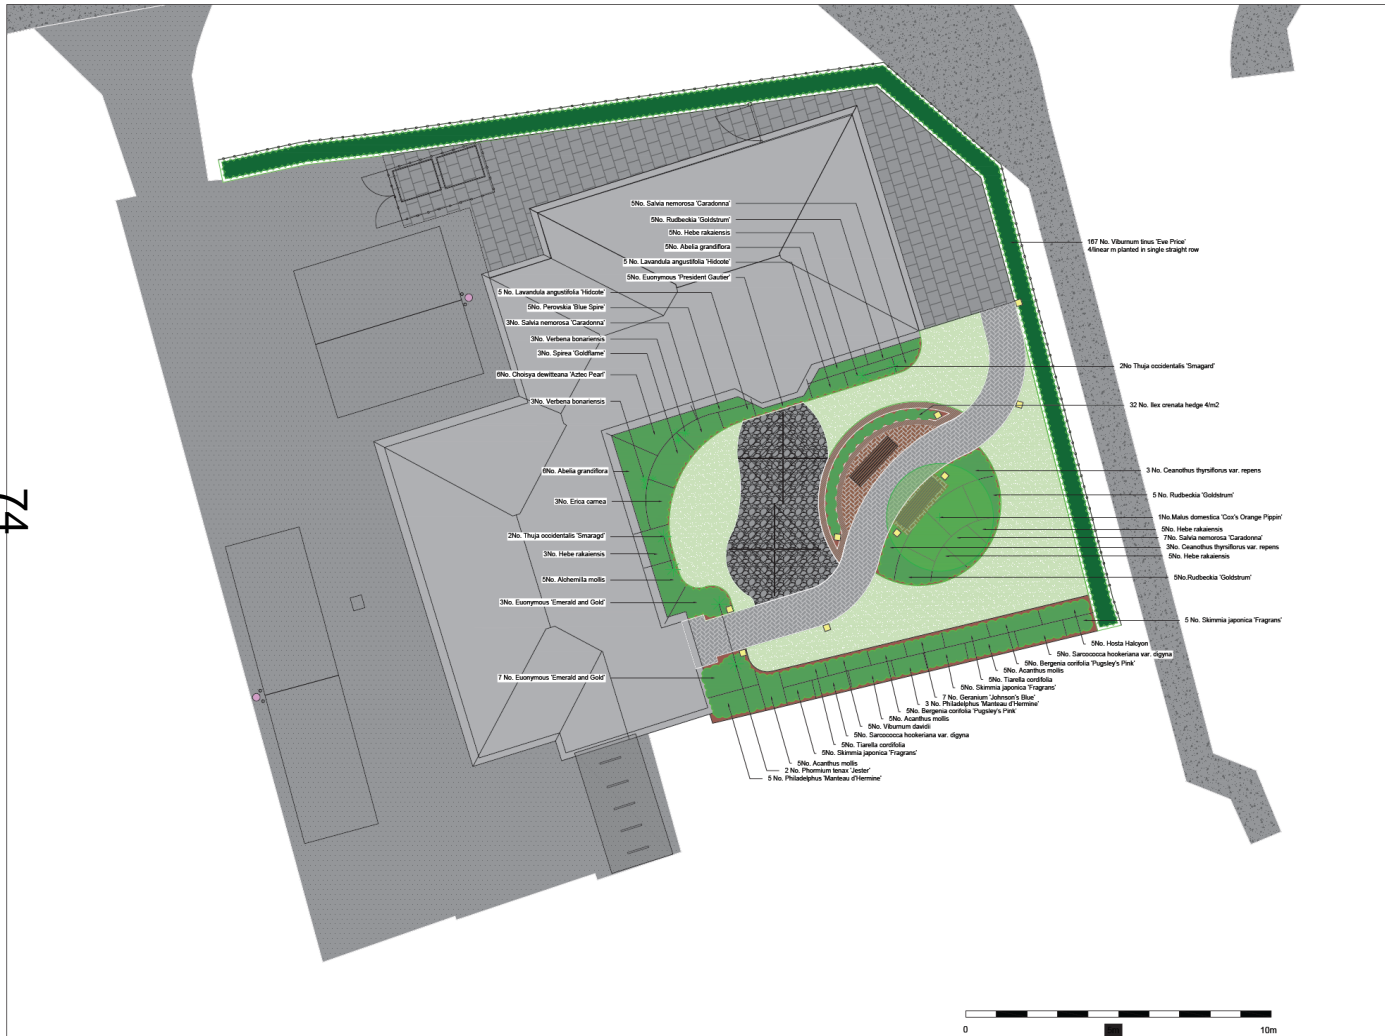 5No. Salvia nemorosa 'Caradonna'
5No. Rudbeckia 'Goldstrum'
5No. Hebe rakaiensis
5No. Abelia grandiflora
5 No. Lavandula angustifolia 'Hidcote'
5No. Euonymous 'President Gautier'
5 No. Lavandula angustifolia 'Hidcote'
5No. Perovskia 'Blue Spire'
3No. Salvia nemorosa 'Caradonna'
3No. Verbena bonariensis
3No. Spirea 'Goldflame'
6No. Choisya dewitteana 'Aztec Pearl'
3No. Verbena bonariensis
6No. Abelia grandiflora
3No. Erica carnea
2No. Thuja occidentalis 'Smaragd'
3No. Hebe rakaiensis
5No. Alchemilla mollis
3No. Euonymous 'Emerald and Gold'
7 No. Euonymous 'Emerald and Gold'
167 No. Viburnum tinus 'Eve Price'
4/linear m planted in single straight row
2No Thuja occidentalis 'Smagard'
32 No. Ilex crenata hedge 4/m2
3 No. Ceanothus thyrsiflorus var. repens
5 No. Rudbeckia 'Goldstrum'
1No.Malus domestica 'Cox's Orange Pippin'
5No. Hebe rakaiensis
7No. Salvia nemorosa 'Caradonna'
3No. Ceanothus thyrsiflorus var. repens
5No. Hebe rakaiensis
5No.Rudbeckia 'Goldstrum'
5 No. Skimmia japonica 'Fragrans'
5No. Hosta Halcyon
5No. Sarcococca hookeriana var. digyna
5No. Bergenia corifolia 'Pugsley's Pink'
5No. Acanthus mollis
5No. Tiarella cordifolia
5No. Skimmia japonica 'Fragrans'
7 No. Geranium 'Johnson's Blue'
3 No. Philadelphus 'Manteau d'Hermine'
5No. Bergenia corifolia 'Pugsley's Pink'
5No. Acanthus mollis
5No. Viburnum davidii
5No. Sarcococca hookeriana var. digyna
5No. Tiarella cordifolia
5No. Skimmia japonica 'Fragrans'
5No. Acanthus mollis
2 No. Phormium tenax 'Jester'
5 No. Philadelphus 'Manteau d'Hermine'
74
0
5m
10m